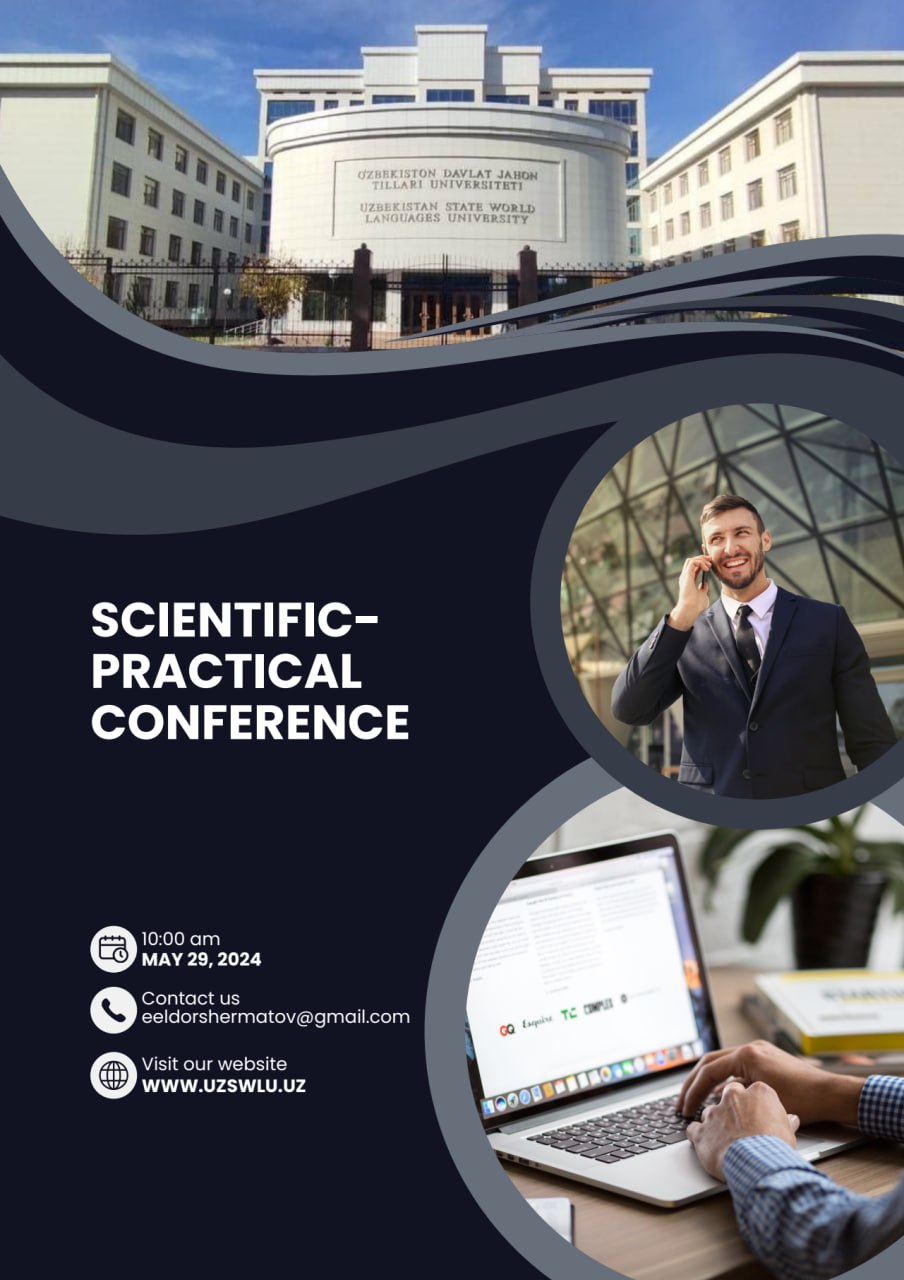 O'ZBEKISTON DAVLAT JAHON
TILLARI UNIVERSITETI
UZBEKISTAN STATE WORLD
LANGUAGES UNIVERSITY
SCIENTIFIC-
PRACTICAL
CONFERENCE
10:00 am
MAY 29, 2024
Contact us
eeldorshermatov@gmail.com
Visit our website
WWW.UZSWLU.UZ
GQ Esquire TC COMPLEX